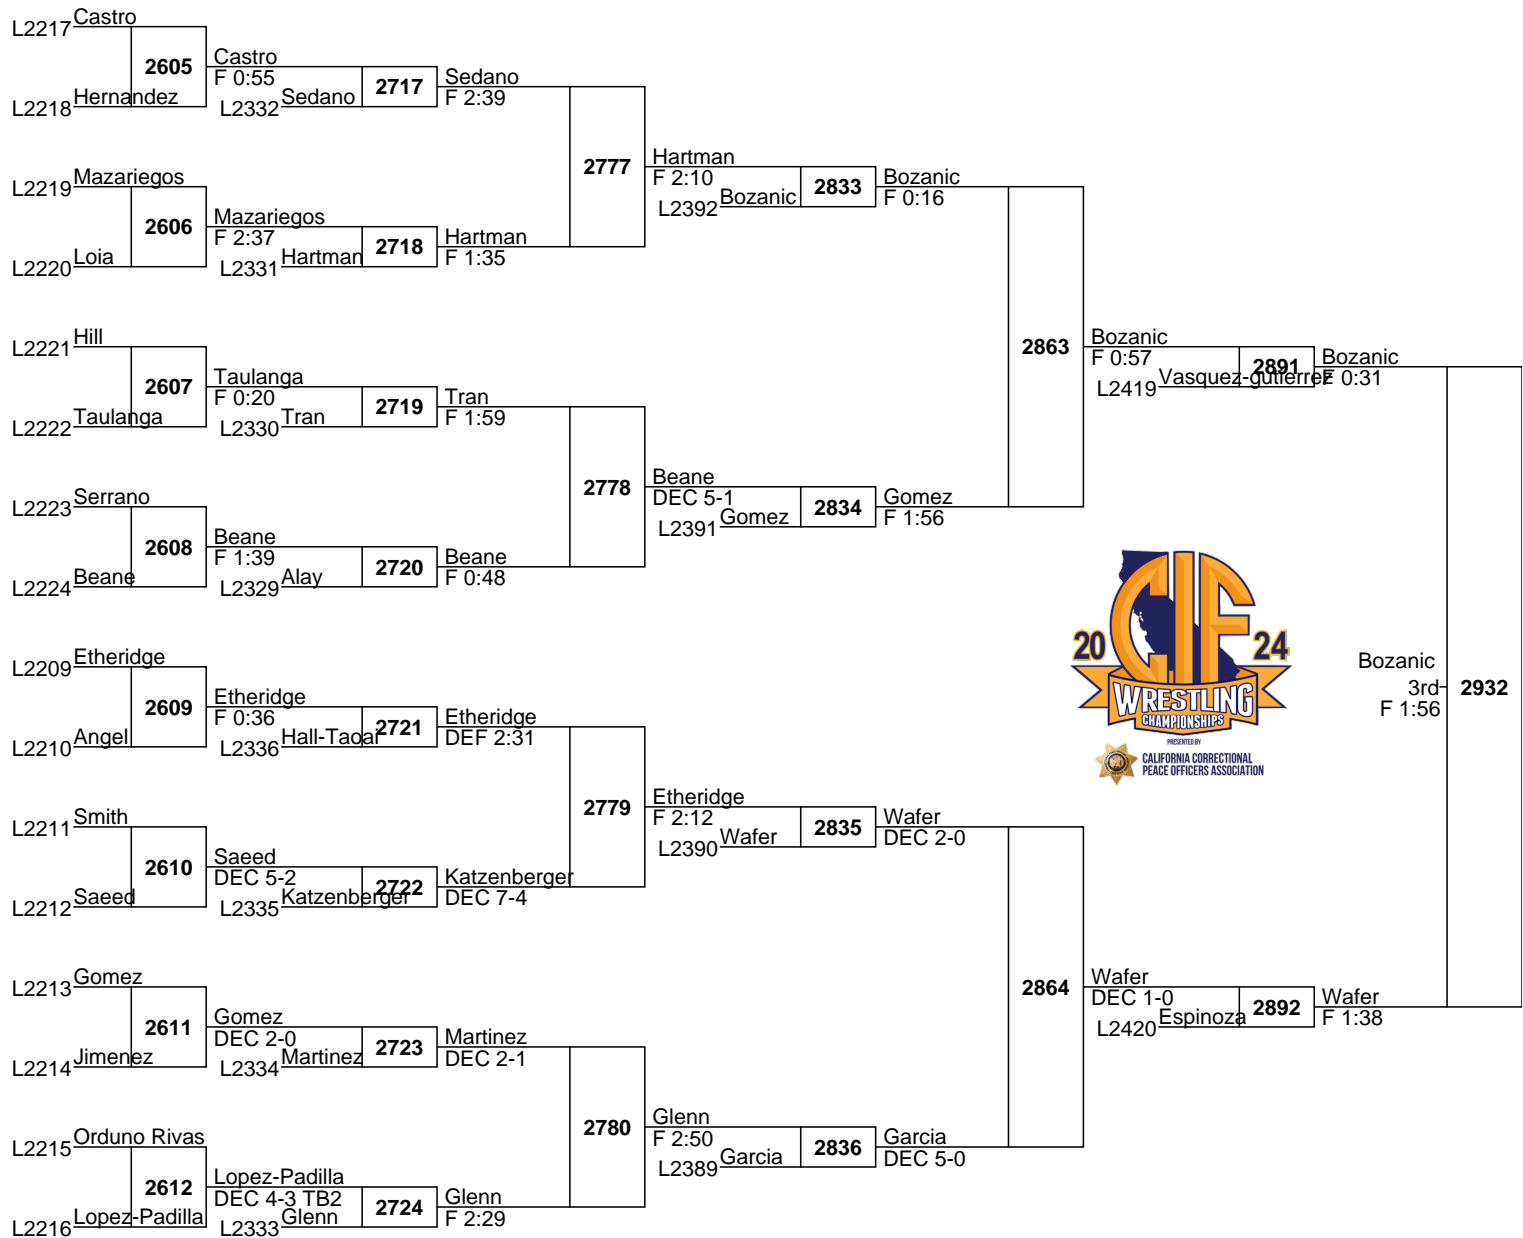 Castro
L2217
2605
Castro
F 0:55
L2218
Hernandez
L2332
Sedano
2717
Sedano
F 2:39
Mazariegos
L2219
2606
Mazariegos
F 2:37
L2220
Loia
L2331
Hartman
2718
Hartman
F 1:35
2777
Hartman
F 2:10
L2392
Bozanic
2833
Bozanic
F 0:16
Hill
L2221
2607
Taulanga
F 0:20
L2222
Taulanga
L2330
Tran
2719
Tran
F 1:59
Serrano
L2223
2608
Beane
F 1:39
L2224
Beane
L2329
Alay
2720
Beane
F 0:48
2778
Beane
DEC 5-1
L2391
Gomez
2834
Gomez
F 1:56
2863
Bozanic
F 0:57
L2419
Vasquez-gutierrez
2891
Bozanic
F 0:31
Etheridge
L2209
2609
Etheridge
F 0:36
L2210
Angel
L2336
Hall-Taoai
2721
Etheridge
DEF 2:31
Smith
L2211
2610
Saeed
DEC 5-2
L2212
Saeed
L2335
Katzenberger
2722
Katzenberger
DEC 7-4
2779
Etheridge
F 2:12
L2390
Wafer
2835
Wafer
DEC 2-0
Gomez
L2213
2611
Gomez
DEC 2-0
L2214
Jimenez
L2334
Martinez
2723
Martinez
DEC 2-1
Orduno Rivas
L2215
2612
Lopez-Padilla
DEC 4-3 TB2
L2216
Lopez-Padilla
L2333
Glenn
2724
Glenn
F 2:29
2780
Glenn
F 2:50
L2389
Garcia
2836
Garcia
DEC 5-0
2864
Wafer
DEC 1-0
L2420
Espinoza
2892
Wafer
F 1:38
Bozanic
3rd
F 1:56
2932
20 CIF 24
WRESTLING
CHAMPIONSHIPS
PRESENTED BY
CALIFORNIA CORRECTIONAL
PEACE OFFICERS ASSOCIATION